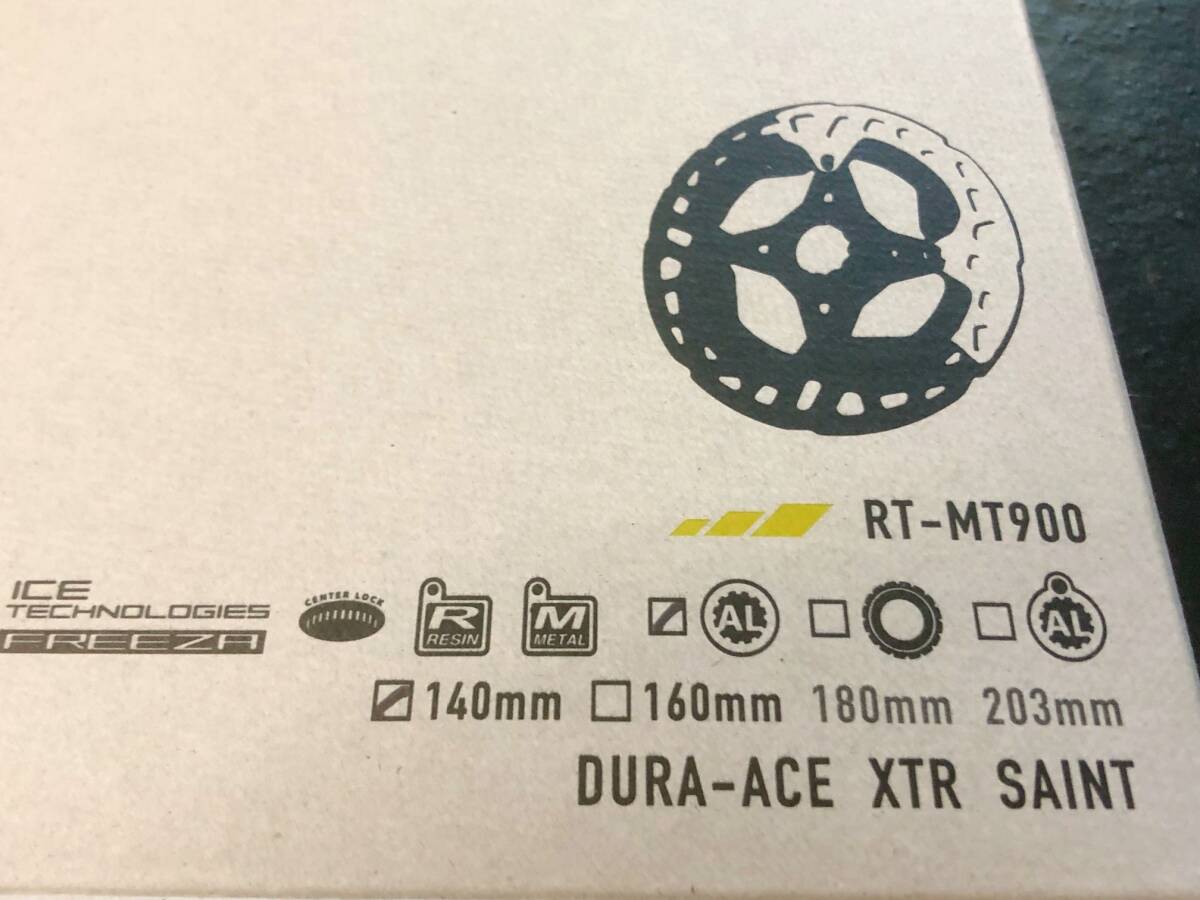 RT-MT900
ICE
TECHNOLOGIES
FREEZA
CENTER LOCK
R
RESIN
M
METAL
AL
AL
140mm 160mm 180mm 203mm
DURA-ACE XTR SAINT